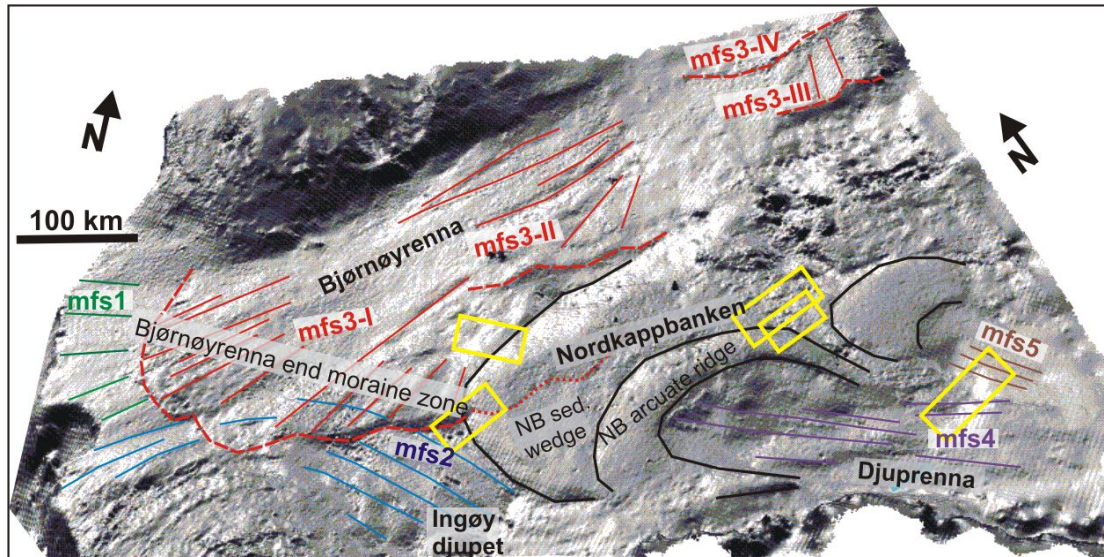 mfs3-IV
mfs3-III
N
N
100 km
mfs3-II
Bjørnøyrenna
mfs1
mfs3-I
Bjørnøyrenna end moraine zone
Nordkappbanken
NB sed.
wedge
NB arcuate ridge
mfs5
mfs2
mfs4
Djuprenna
Ingøy
djupet